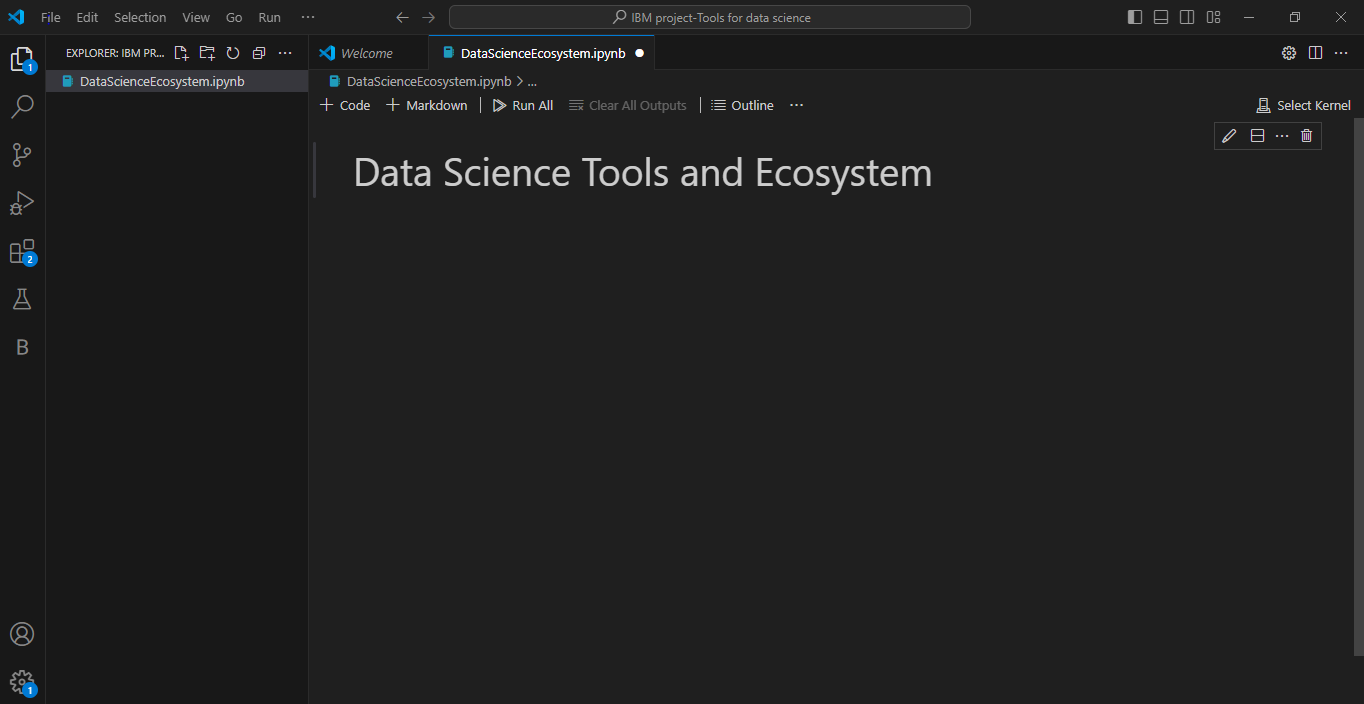 File Edit Selection View Go Run ···
IBM project-Tools for data science
EXPLORER: IBM PR... ···
Welcome
DataScienceEcosystem.ipynb
···
1
DataScienceEcosystem.ipynb
DataScienceEcosystem.ipynb > ...
+ Code + Markdown Run All Clear All Outputs Outline ···
Select Kernel
···
Data Science Tools and Ecosystem
2
B
1